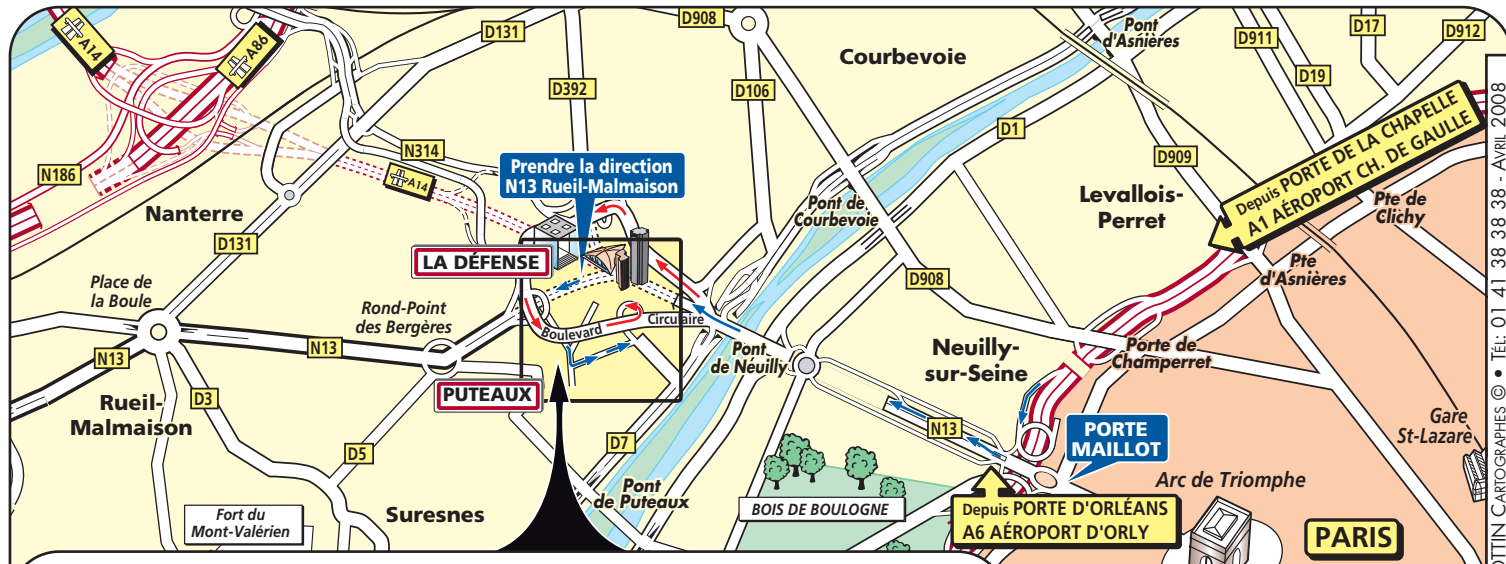 A14
A86
D131
D908
Pont
d'Asnières
D911
D17
D912
Courbevoie
D392
D106
D19
D1
N186
N314
A14
Prendre la direction
N13 Rueil-Malmaison
D909
Depuis PORTE DE LA CHAPELLE
A1 AÉROPORT CH. DE GAULLE
Nanterre
Pont de
Courbevoie
Levallois-
Perret
Pte de
Clichy
D131
LA DÉFENSE
Pte
d'Asnières
D908
Place de
la Boule
Rond-Point
des Bergères
Boulevard Circulaire
N13
N13
Pont
de Neuilly
Neuilly-
sur-Seine
Porte de
Champerret
PUTEAUX
D3
Rueil-
Malmaison
N13
PORTE
MAILLOT
Gare
St-Lazare
D5
D7
Pont
de Puteaux
Arc de Triomphe
Fort du
Mont-Valérien
Suresnes
BOIS DE BOULOGNE
Depuis PORTE D'ORLÉANS
A6 AÉROPORT D'ORLY
PARIS
CARTOGRAPHES © • TÉL: 01 41 38 38 38 - AVRIL 2008